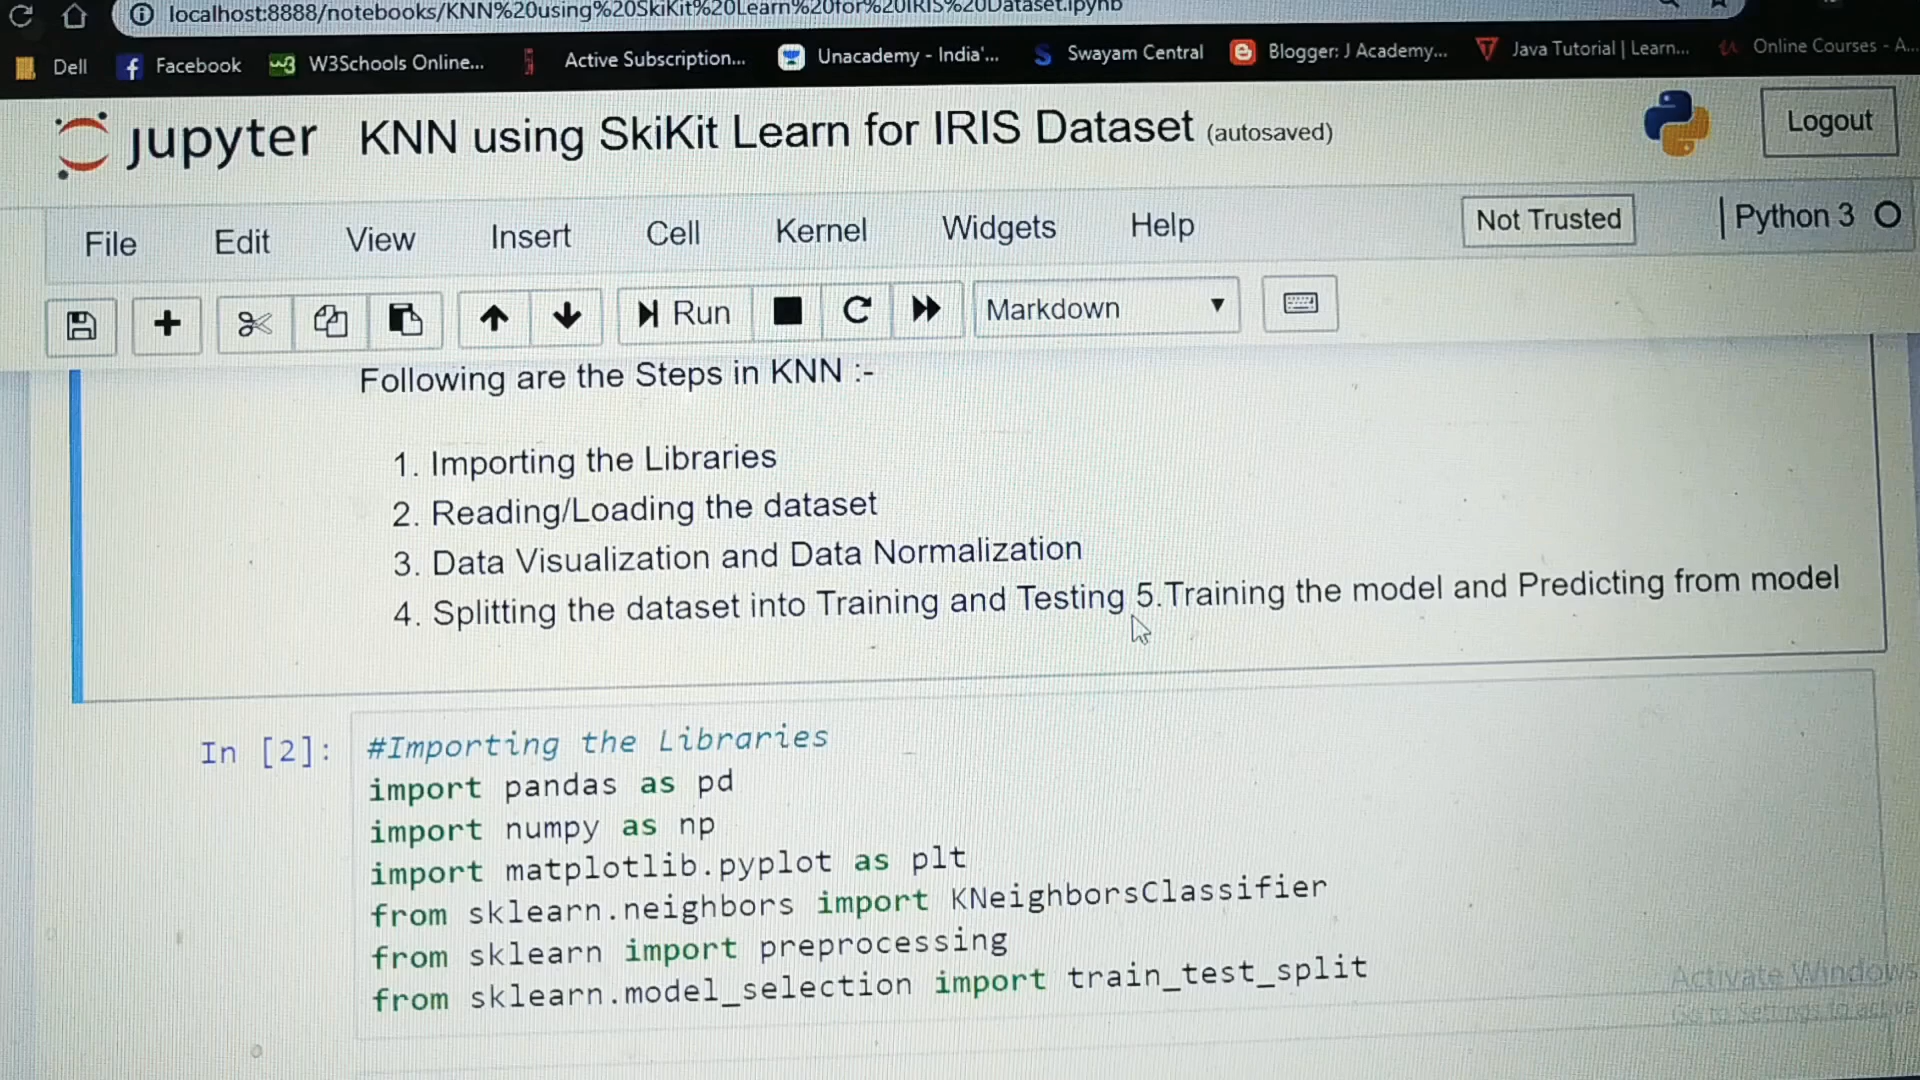 localhost:8888/notebooks/KNN%20using%20SkiKit%20Learn%20for%20IRIS%20Dataset.ipynb
Dell Facebook W3Schools Online... Active Subscription... Unacademy - India'... Swayam Central Blogger: J Academy... Java Tutorial | Learn... Online Courses - A...
jupyter KNN using SkiKit Learn for IRIS Dataset (autosaved) Logout
File Edit View Insert Cell Kernel Widgets Help Not Trusted Python 3
Run Markdown
Following are the Steps in KNN :-
1. Importing the Libraries
2. Reading/Loading the dataset
3. Data Visualization and Data Normalization
4. Splitting the dataset into Training and Testing 5.Training the model and Predicting from model
In [2]: #Importing the Libraries
import pandas as pd
import numpy as np
import matplotlib.pyplot as plt
from sklearn.neighbors import KNeighborsClassifier
from sklearn import preprocessing
from sklearn.model_selection import train_test_split
Activate Windows
Go to Settings to activa